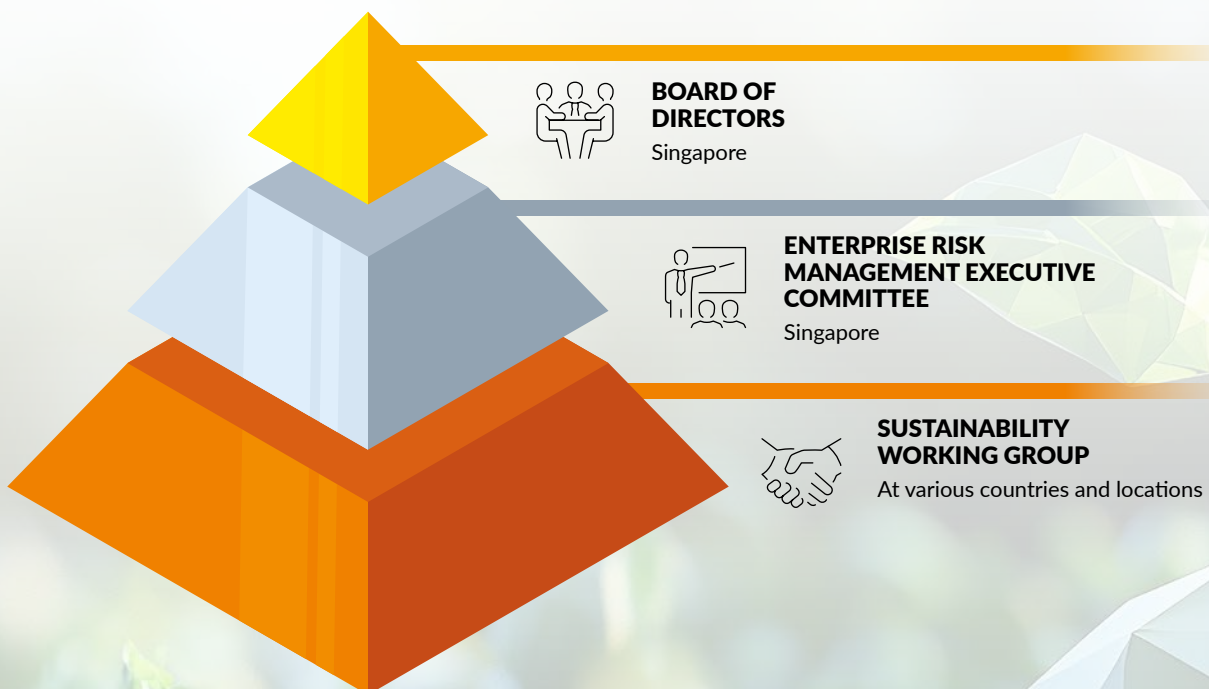 BOARD OF
DIRECTORS
Singapore
ENTERPRISE RISK
MANAGEMENT EXECUTIVE
COMMITTEE
Singapore
SUSTAINABILITY
WORKING GROUP
At various countries and locations